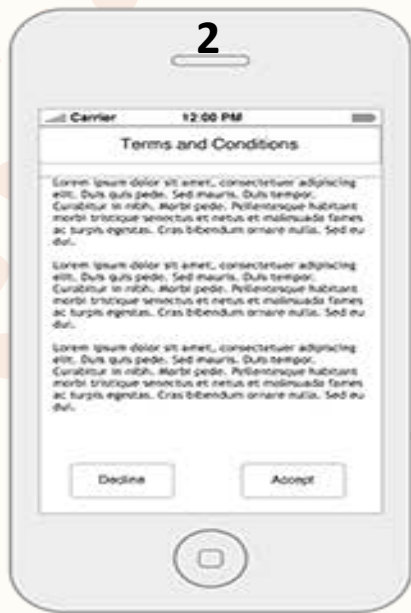 2
Carrier 12:00 PM
Terms and Conditions
Lorem ipsum dolor sit amet, consectetuer adipiscing
elit. Duis quis pede. Sed mauris. Duis tempor.
Curabitur in nibh. Morbi pede. Pellentesque habitant
morbi tristique senectus et netus et malesuada fames
ac turpis egestas. Cras bibendum ornare nulla. Sed eu
dui.
Lorem ipsum dolor sit amet, consectetuer adipiscing
elit. Duis quis pede. Sed mauris. Duis tempor.
Curabitur in nibh. Morbi pede. Pellentesque habitant
morbi tristique senectus et netus et malesuada fames
ac turpis egestas. Cras bibendum ornare nulla. Sed eu
dui.
Lorem ipsum dolor sit amet, consectetuer adipiscing
elit. Duis quis pede. Sed mauris. Duis tempor.
Curabitur in nibh. Morbi pede. Pellentesque habitant
morbi tristique senectus et netus et malesuada fames
ac turpis egestas. Cras bibendum ornare nulla. Sed eu
dui.
Decline Accept